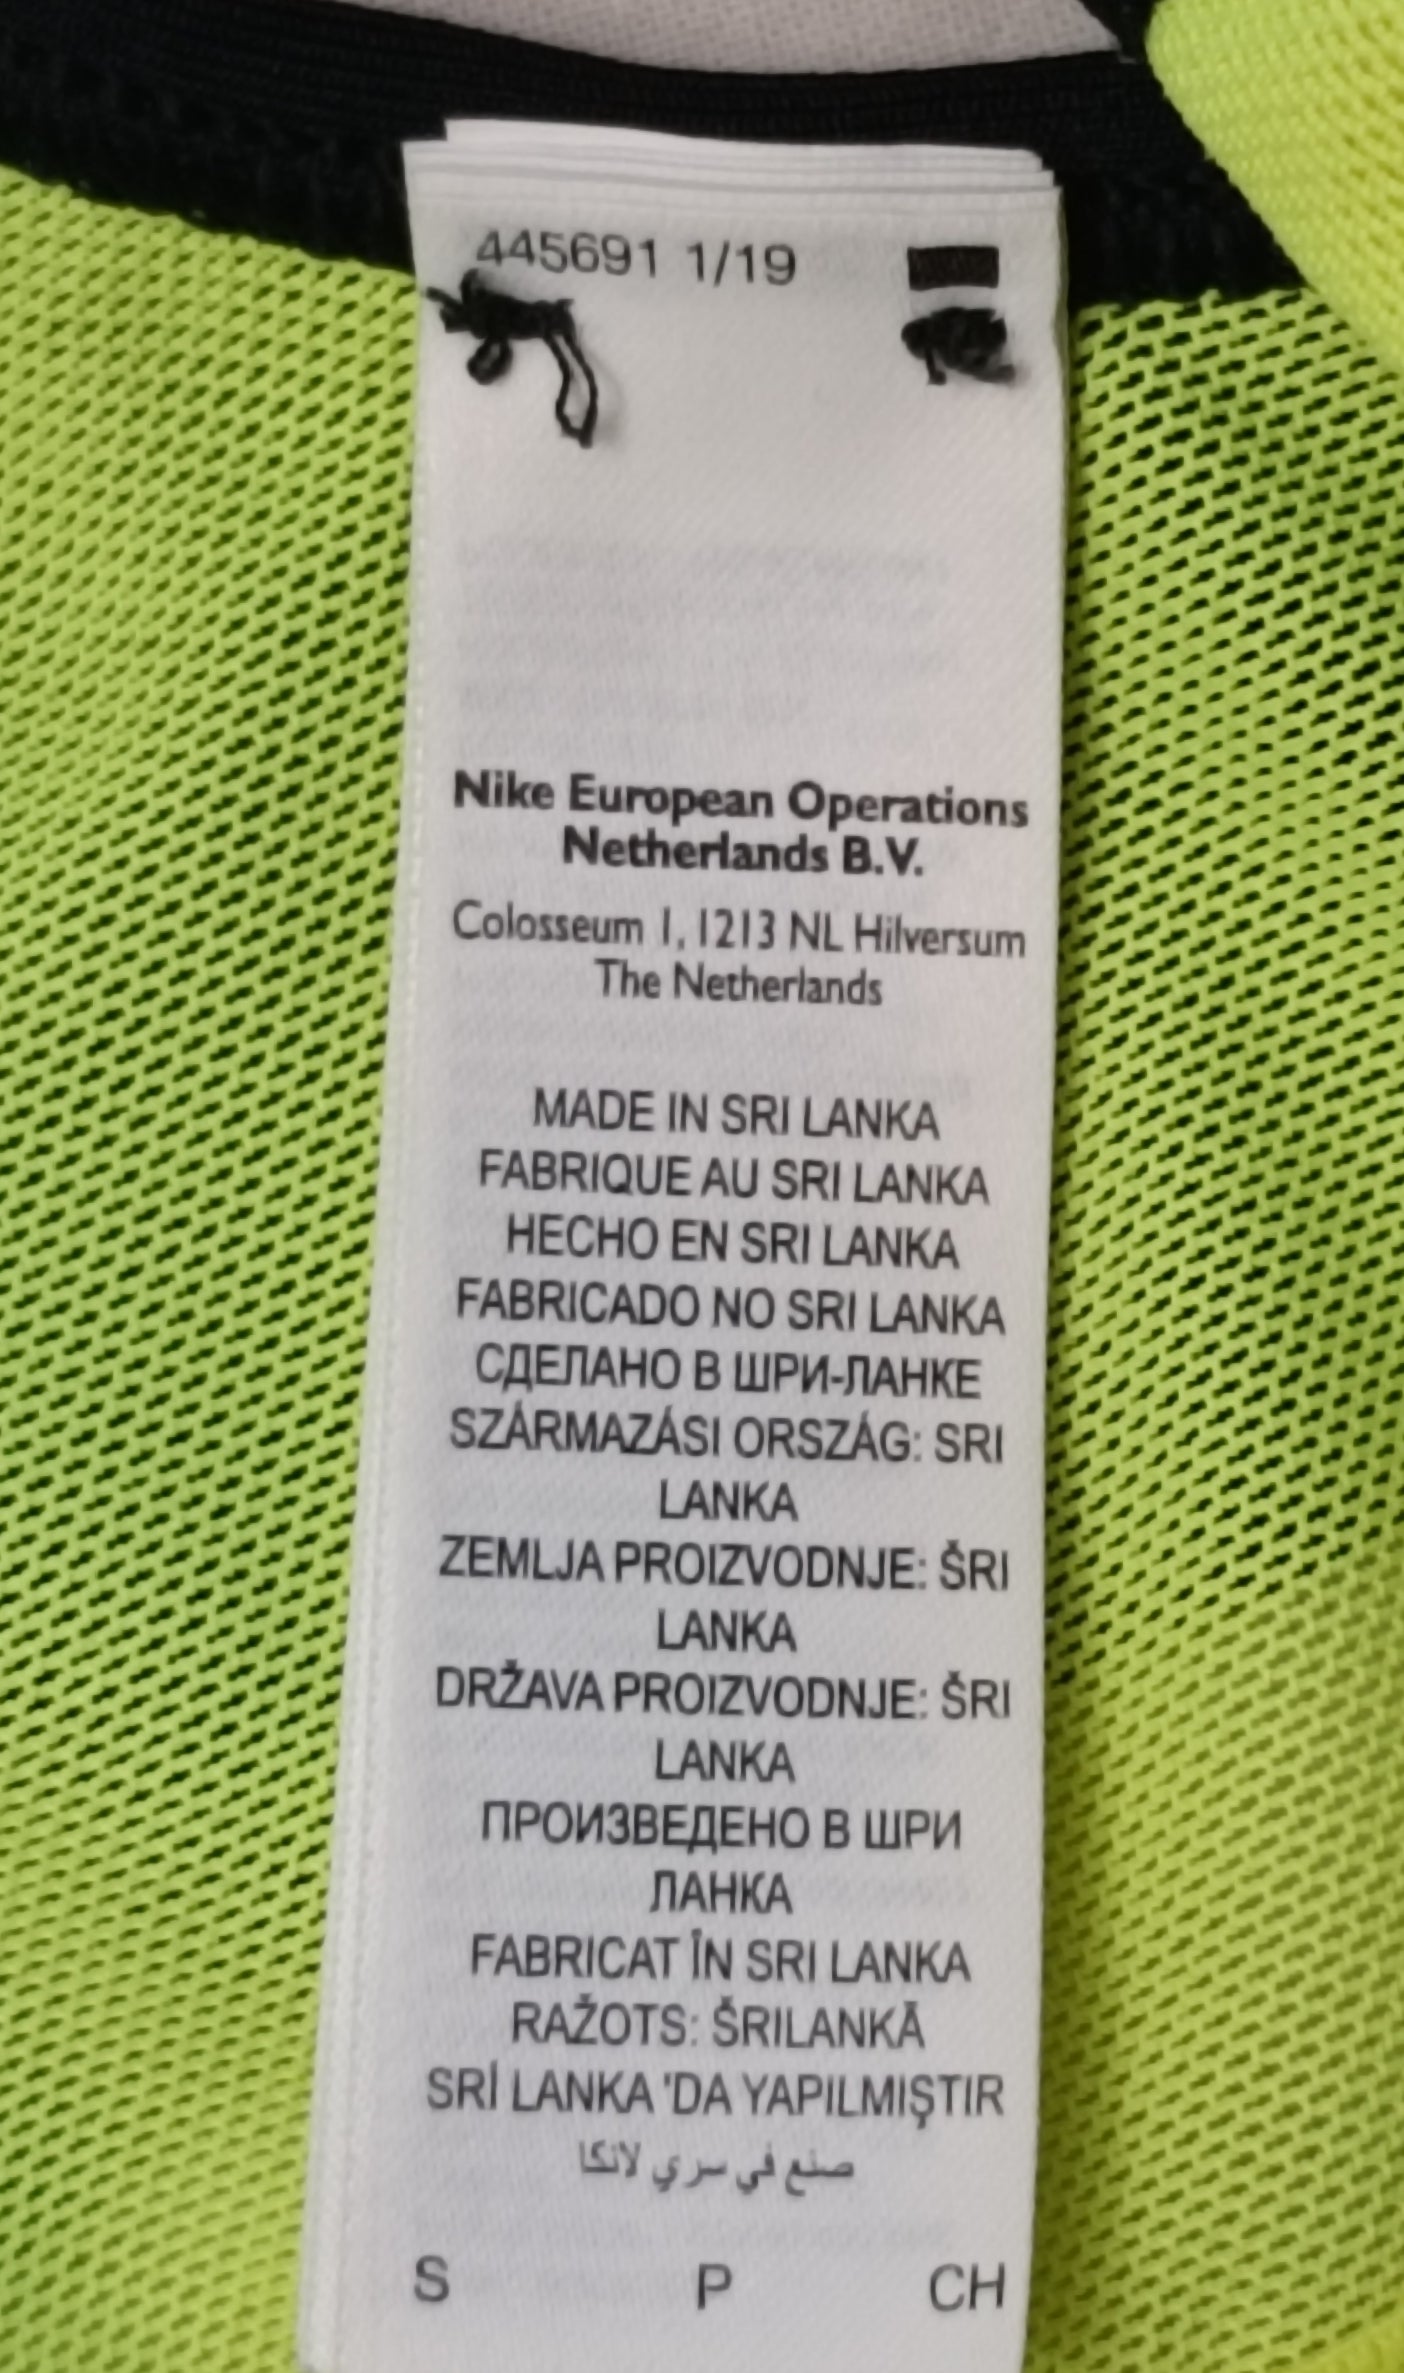 445691 1/19
Nike European Operations
Netherlands B.V.
Colosseum 1, 1213 NL Hilversum
The Netherlands
MADE IN SRI LANKA
FABRIQUE AU SRI LANKA
HECHO EN SRI LANKA
FABRICADO NO SRI LANKA
СДЕЛАНО В ШРИ-ЛАНКЕ
SZÁRMAZÁSI ORSZÁG: SRI
LANKA
ZEMLJA PROIZVODNJE: ŠRI
LANKA
DRŽAVA PROIZVODNJE: ŠRI
LANKA
ПРОИЗВЕДЕНО В ШРИ
ЛАНКА
FABRICAT ÎN SRI LANKA
RAŽOTS: ŠRILANKĀ
SRİ LANKA 'DA YAPILMIŞTIR
صنع في سري لانكا
S P CH